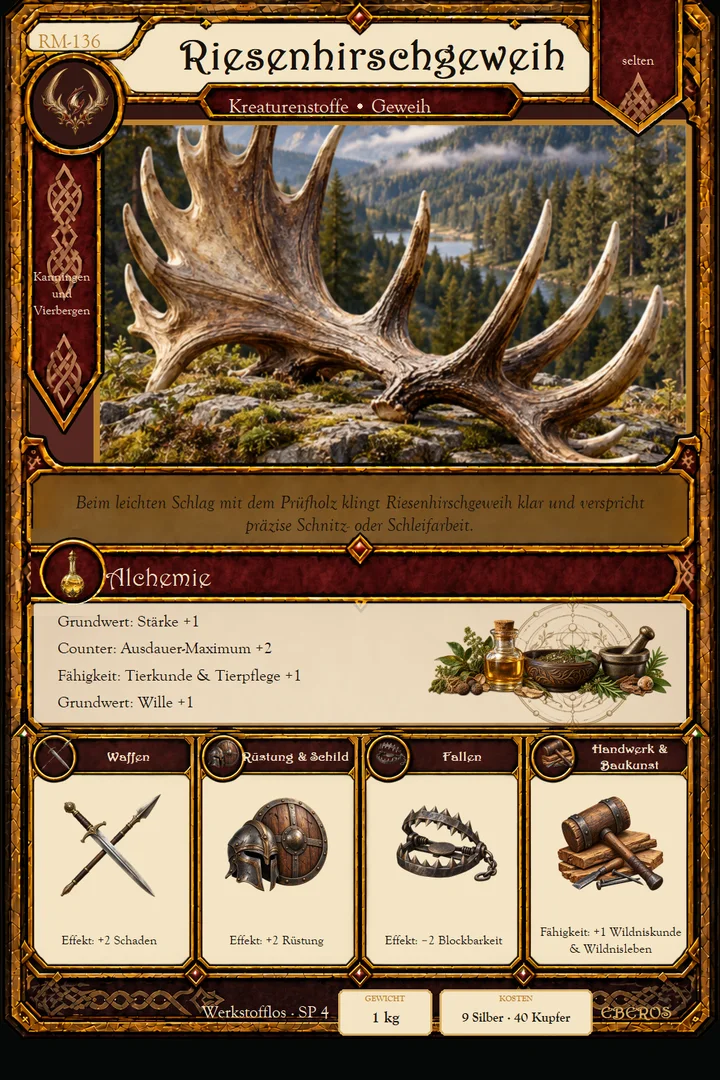 RM-136
Riesenhirschgeweih
selten
Kreaturenstoffe • Geweih
Kanningen
und
Vierbergen
Beim leichten Schlag mit dem Prüfholz klingt Riesenhirschgeweih klar und verspricht
präzise Schnitz- oder Schleifarbeit.
Alchemie
Grundwert: Stärke +1
Counter: Ausdauer-Maximum +2
Fähigkeit: Tierkunde & Tierpflege +1
Grundwert: Wille +1
Waffen
Rüstung & Schild
Fallen
Handwerk &
Baukunst
Effekt: +2 Schaden
Effekt: +2 Rüstung
Effekt: −2 Blockbarkeit
Fähigkeit: +1 Wildniskunde
& Wildnisleben
Werkstofflos · SP 4
GEWICHT
1 kg
KOSTEN
9 Silber · 40 Kupfer
EBEROS